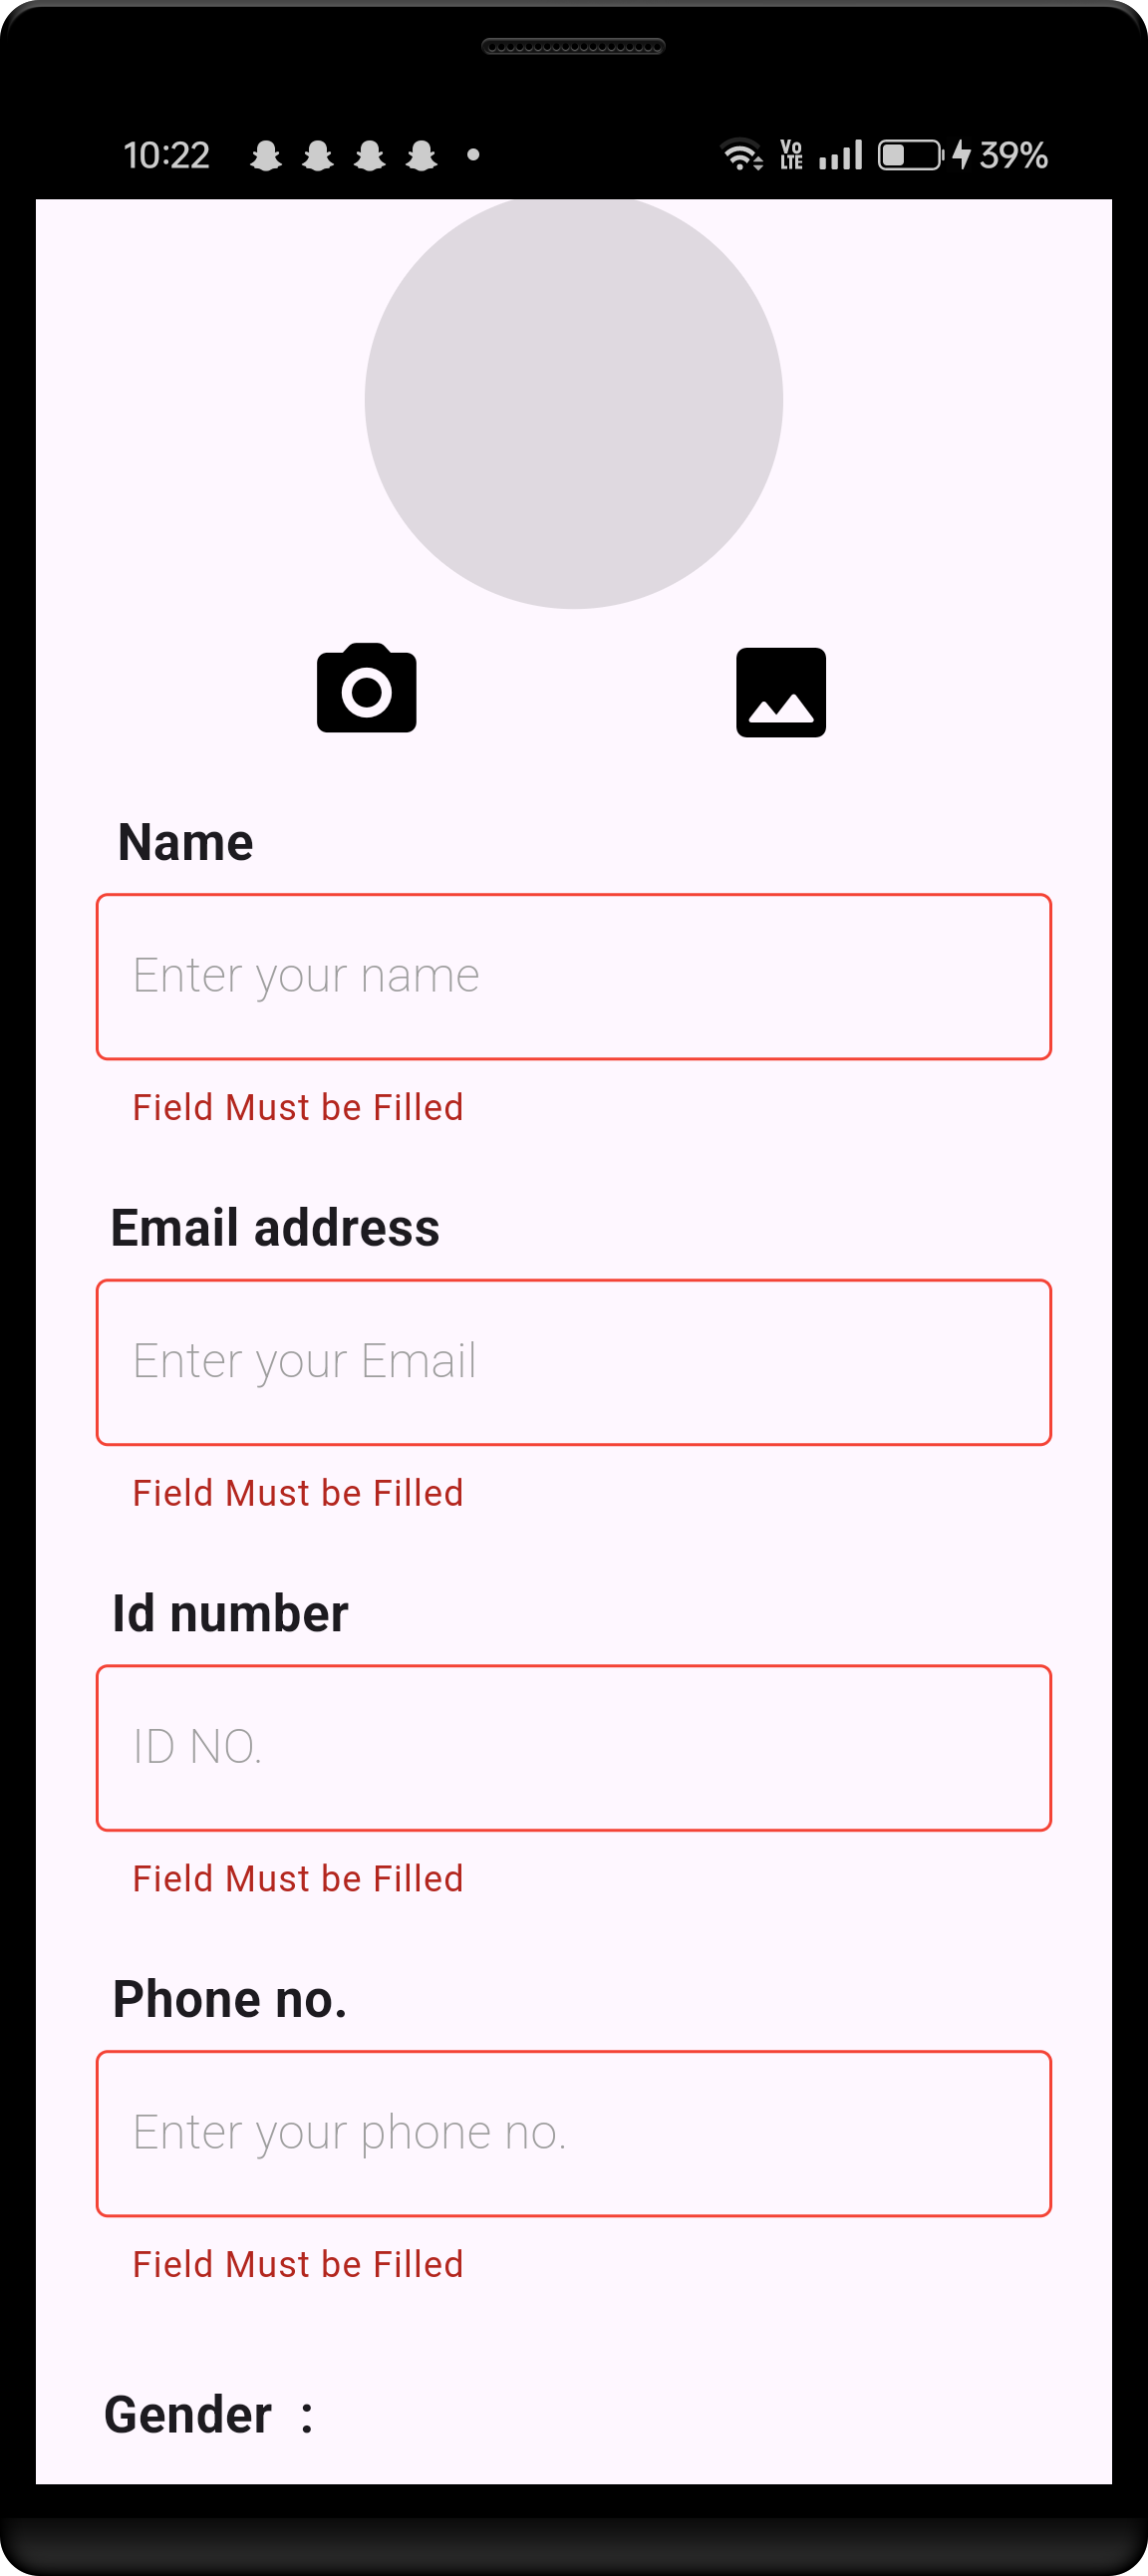 10:22 Vo LTE 39%
Name
Enter your name
Field Must be Filled
Email address
Enter your Email
Field Must be Filled
Id number
ID NO.
Field Must be Filled
Phone no.
Enter your phone no.
Field Must be Filled
Gender :